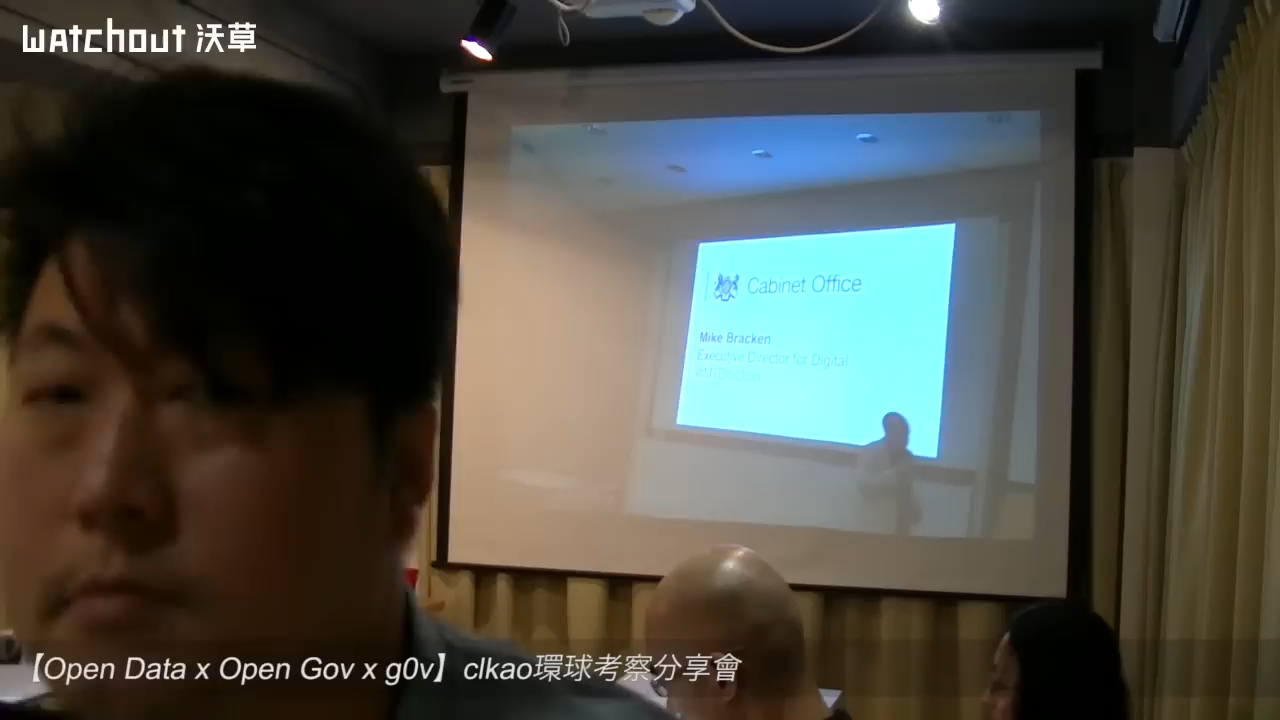 watchout 沃草
Cabinet Office
Mike Bracken
Executive Director for Digital
【Open Data x Open Gov x g0v】clkao環球考察分享會